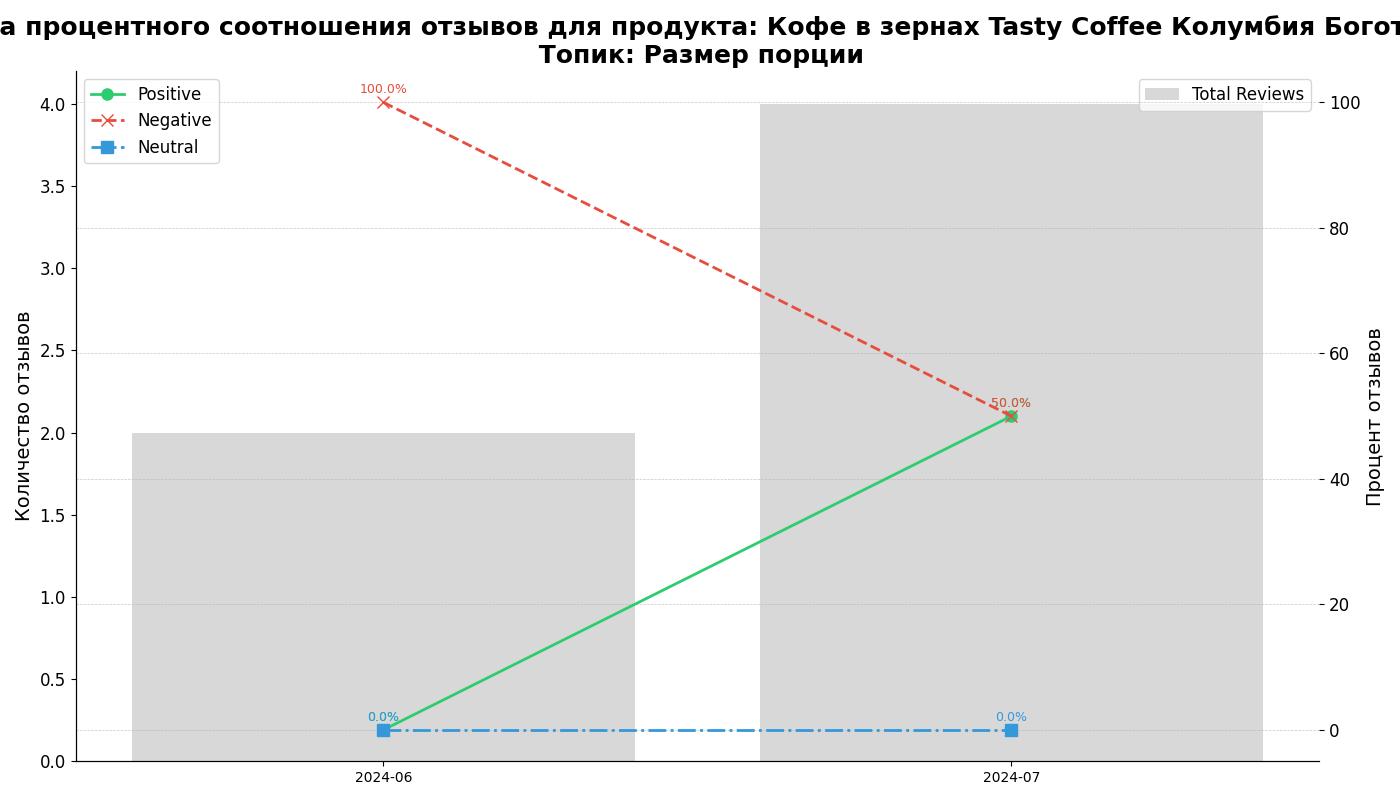 а процентного соотношения отзывов для продукта: Кофе в зернах Tasty Coffee Колумбия Богот
Топик: Размер порции
Positive
Negative
Neutral
Total Reviews
100.0%
50.0%
0.0%
0.0%
4.0
3.5
3.0
2.5
2.0
1.5
1.0
0.5
0.0
Количество отзывов
100
80
60
40
20
0
Процент отзывов
2024-06
2024-07